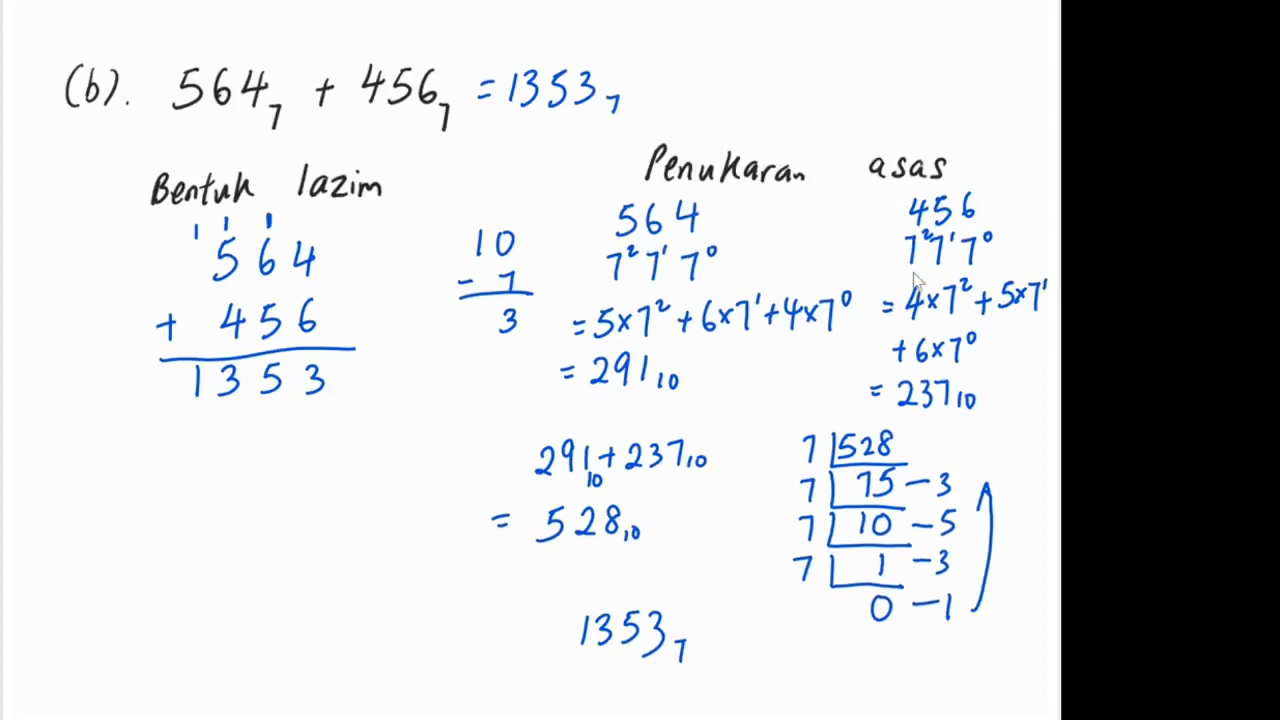 (b). 564₇ + 456₇ = 1353₇
Bentuk lazim
1 1 1
564
+ 456
1353
10
- 7
3
Penukaran asas
564
7² 7¹ 7⁰
= 5×7² + 6×7¹ + 4×7⁰
= 291₁₀
456
7² 7¹ 7⁰
= 4×7² + 5×7¹
+ 6×7⁰
= 237₁₀
291₁₀ + 237₁₀
= 528₁₀
7 | 528
7 | 75 - 3
7 | 10 - 5
7 | 1 - 3
0 - 1
1353₇